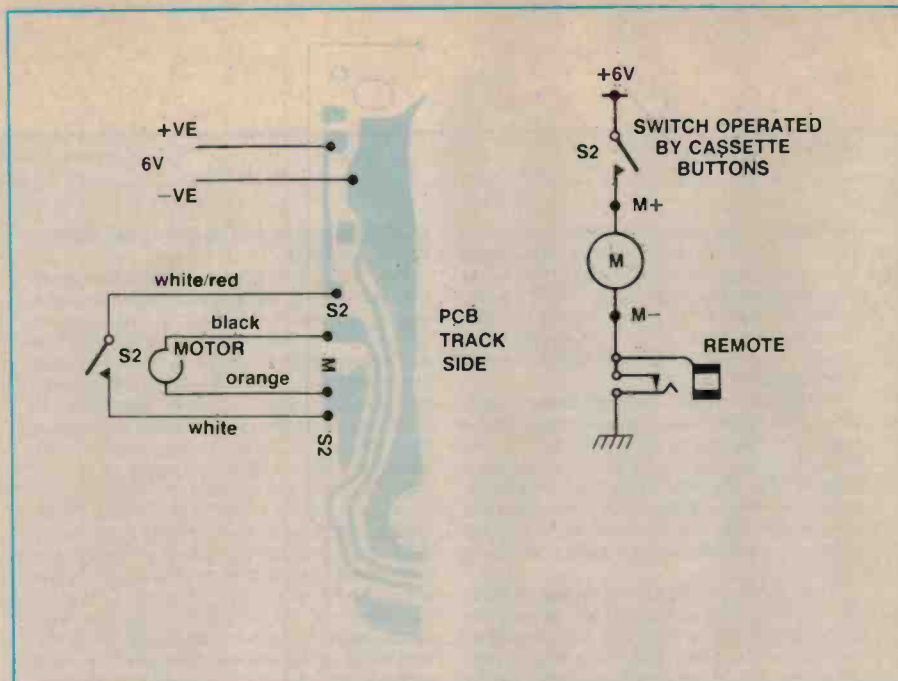 +VE
6V
−VE
white/red
S2
black
S2
MOTOR
M
orange
white
S2
PCB
TRACK
SIDE
+6V
SWITCH OPERATED
BY CASSETTE
BUTTONS
S2
M+
M
M−
REMOTE